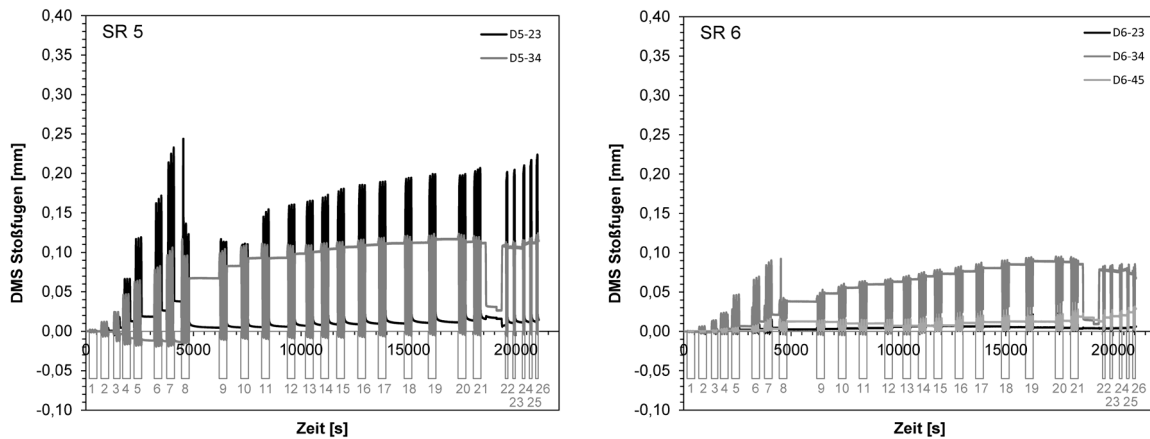 SR 5
D5-23
D5-34
DMS Stoßfugen [mm]
0,40
0,35
0,30
0,25
0,20
0,15
0,10
0,05
0,00
-0,05
-0,10
0 5000 10000 15000 20000
1 2 3 4 5 6 7 8 9 10 11 12 13 14 15 16 17 18 19 20 21 22 24 26
23 25
Zeit [s]
SR 6
D6-23
D6-34
D6-45
DMS Stoßfugen [mm]
0,40
0,35
0,30
0,25
0,20
0,15
0,10
0,05
0,00
-0,05
-0,10
0 5000 10000 15000 20000
1 2 3 4 5 6 7 8 9 10 11 12 13 14 15 16 17 18 19 20 21 22 24 26
23 25
Zeit [s]